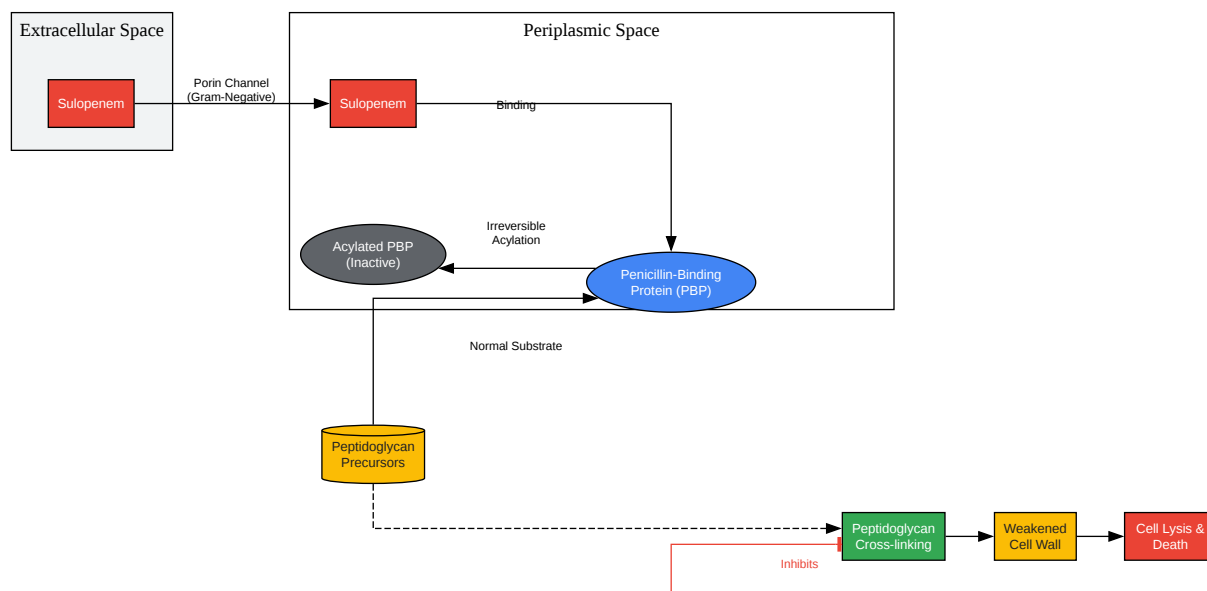 Extracellular Space
Periplasmic Space
Sulopenem
Porin Channel
(Gram-Negative)
Sulopenem
Binding
Irreversible
Acylation
Acylated PBP
(Inactive)
Penicillin-Binding
Protein (PBP)
Normal Substrate
Peptidoglycan
Precursors
Peptidoglycan
Cross-linking
Weakened
Cell Wall
Cell Lysis &
Death
Inhibits